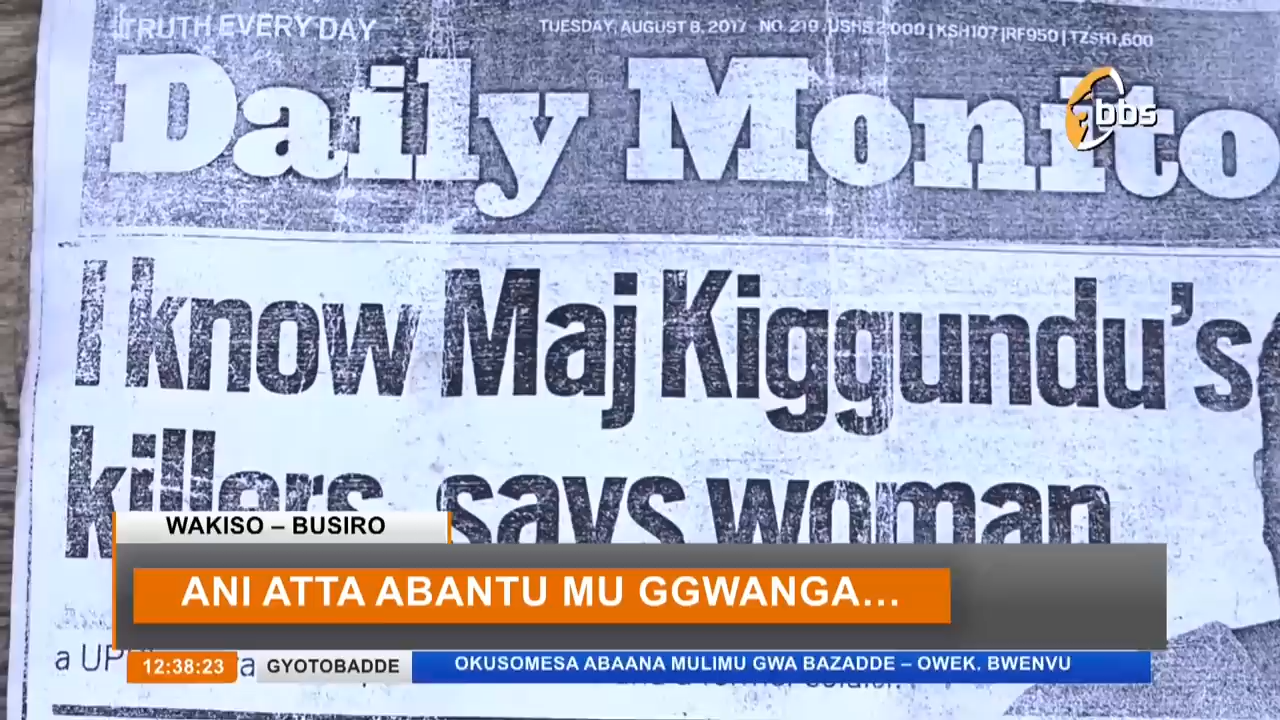 TRUTH EVERY DAY
TUESDAY, AUGUST 8, 2017 NO. 219 USHS 2,000 | KSH107 | RF950 | TZSH1,600
Daily Monito
bbs
I know Maj Kiggundu's
killers, says woman
WAKISO – BUSIRO
ANI ATTA ABANTU MU GGWANGA...
a UP
12:38:23 GYOTOBADDE OKUSOMESA ABAANA MULIMU GWA BAZADDE – OWEK. BWENVU